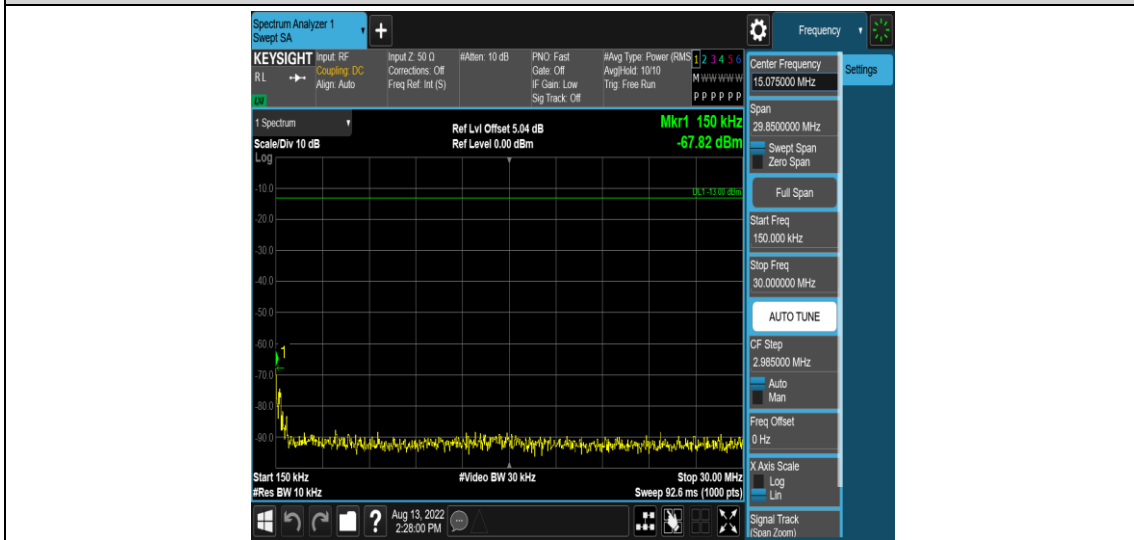 Spectrum Analyzer 1
Swept SA
+
Frequency
KEYSIGHT
RL
LXI
Input: RF
Coupling: DC
Align: Auto
Input Z: 50 Ω
Corrections: Off
Freq Ref: Int (S)
#Atten: 10 dB
PNO: Fast
Gate: Off
IF Gain: Low
Sig Track: Off
#Avg Type: Power (RMS
Avg|Hold: 10/10
Trig: Free Run
1 2 3 4 5 6
M W W W W W
P P P P P P
Center Frequency
15.075000 MHz
Settings
Span
29.8500000 MHz
Swept Span
Zero Span
Full Span
Start Freq
150.000 kHz
Stop Freq
30.000000 MHz
AUTO TUNE
CF Step
2.985000 MHz
Auto
Man
Freq Offset
0 Hz
X Axis Scale
Log
Lin
Signal Track
(Span Zoom)
1 Spectrum
Scale/Div 10 dB
Log
Ref Lvl Offset 5.04 dB
Ref Level 0.00 dBm
Mkr1 150 kHz
-67.82 dBm
DL1 -13.00 dBm
-10.0
-20.0
-30.0
-40.0
-50.0
-60.0
1
-70.0
-80.0
-90.0
Start 150 kHz
#Res BW 10 kHz
#Video BW 30 kHz
Stop 30.00 MHz
Sweep 92.6 ms (1000 pts)
?
Aug 13, 2022
2:28:00 PM